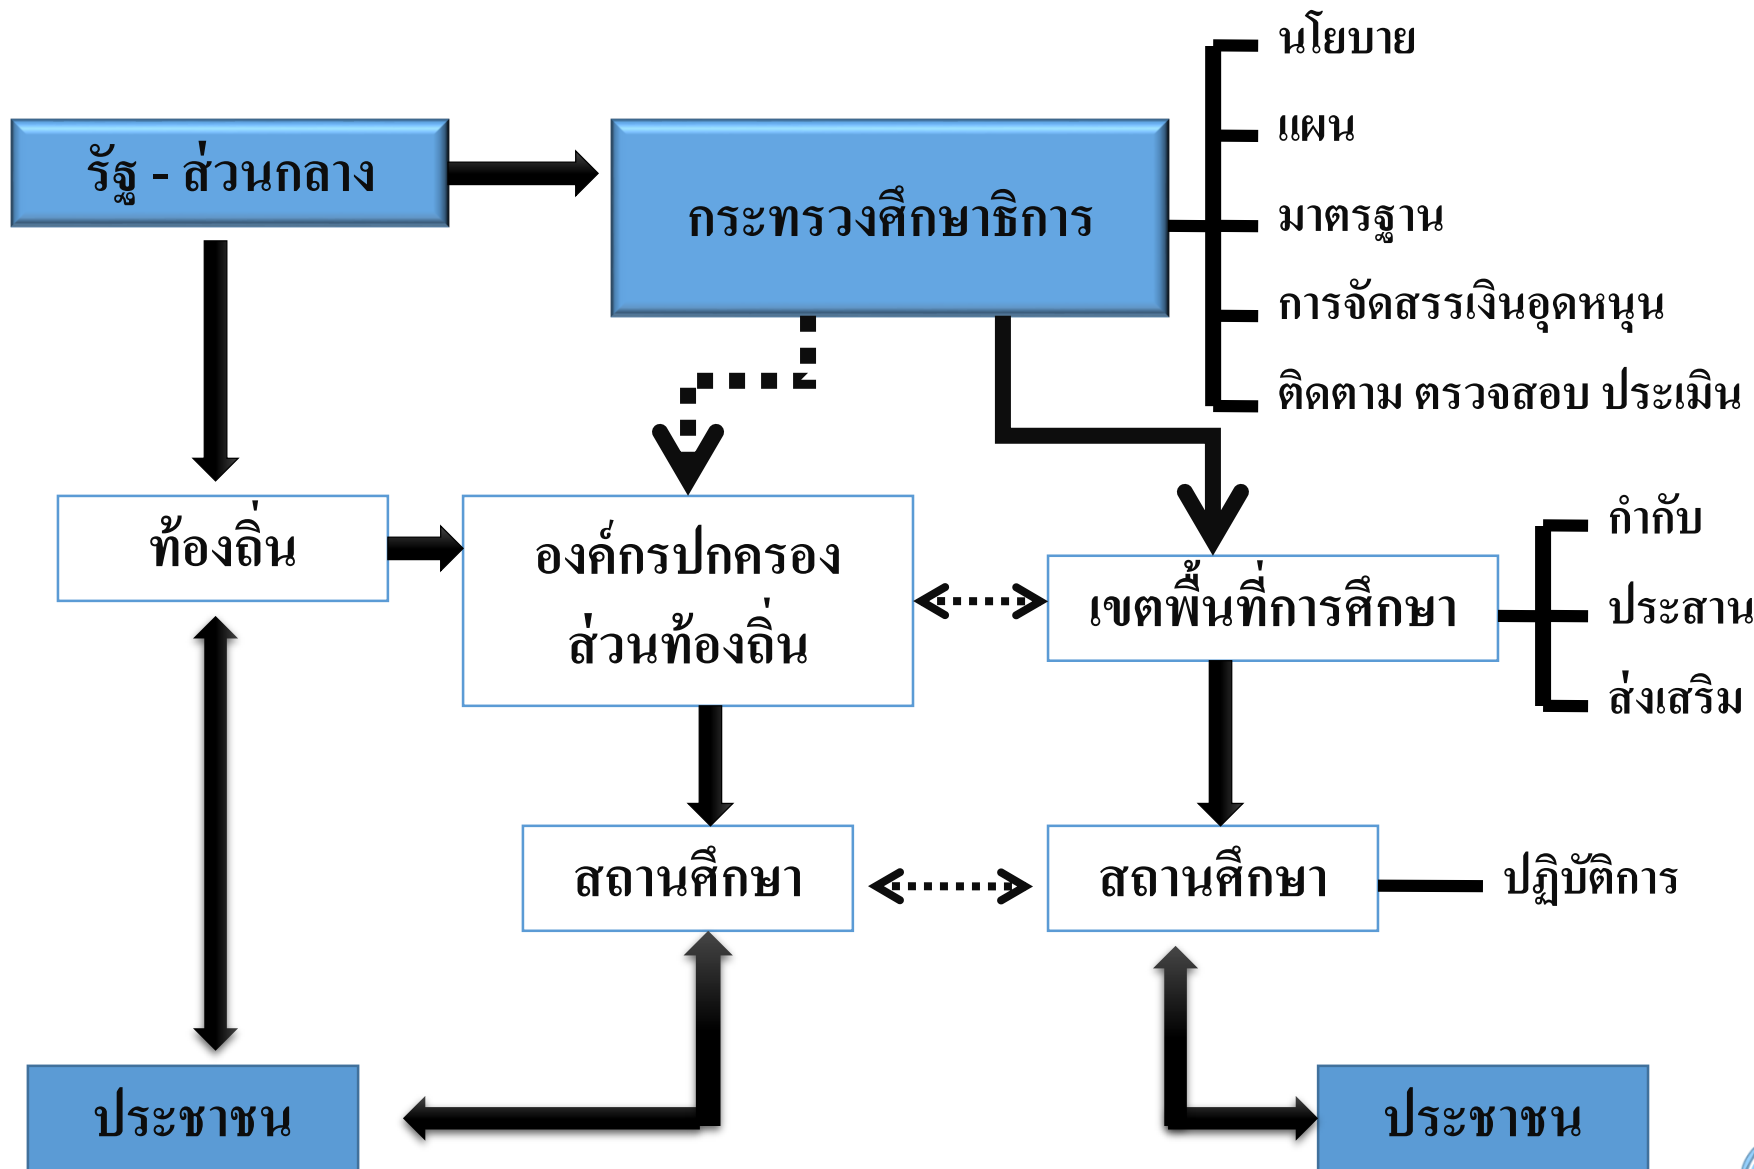 นโยบาย
แผน
รัฐ - ส่วนกลาง
กระทรวงศึกษาธิการ
มาตรฐาน
การจัดสรรเงินอุดหนุน
ติดตาม ตรวจสอบ ประเมิน
ท้องถิ่น
องค์กรปกครอง
ส่วนท้องถิ่น
เขตพื้นที่การศึกษา
กำกับ
ประสาน
ส่งเสริม
สถานศึกษา
สถานศึกษา
ปฏิบัติการ
ประชาชน
ประชาชน